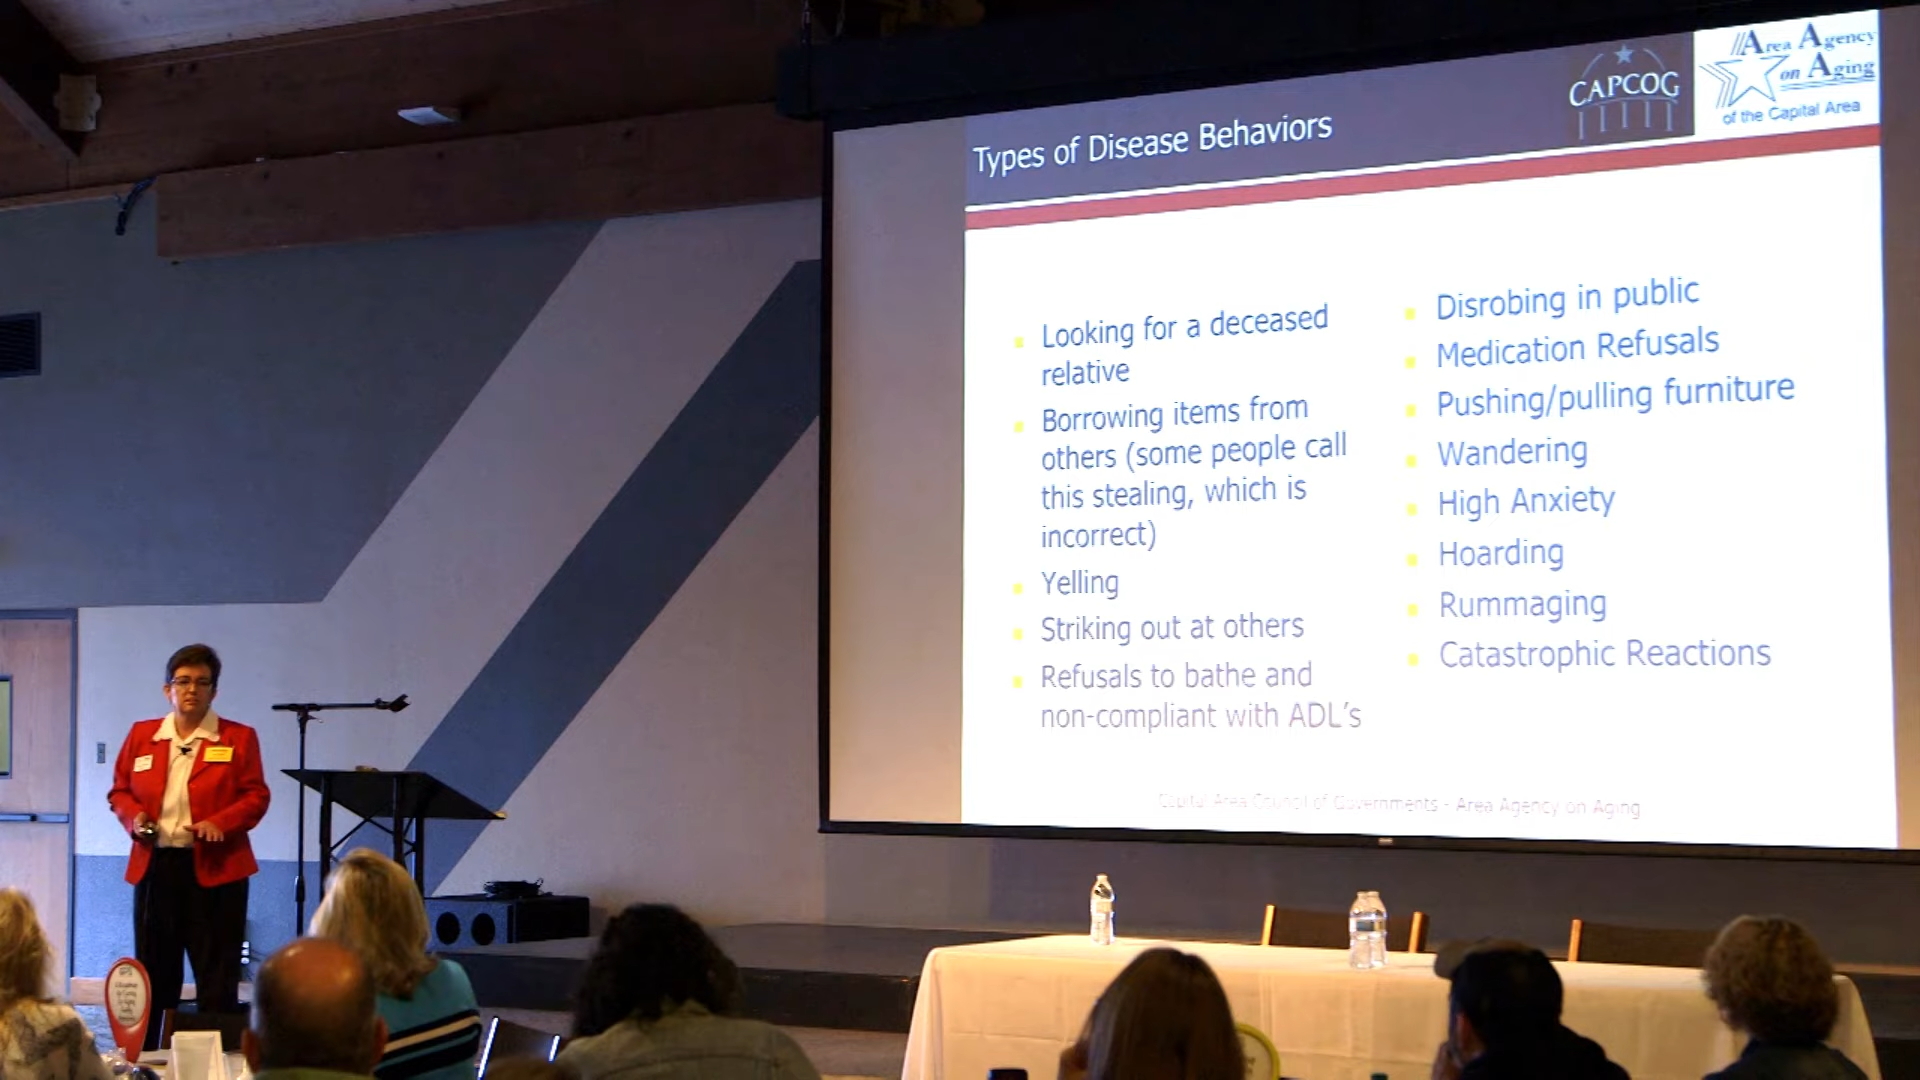 Types of Disease Behaviors
CAPCOG
Area Agency
on Aging
of the Capital Area
Looking for a deceased
relative
Borrowing items from
others (some people call
this stealing, which is
incorrect)
Yelling
Striking out at others
Refusals to bathe and
non-compliant with ADL's
Disrobing in public
Medication Refusals
Pushing/pulling furniture
Wandering
High Anxiety
Hoarding
Rummaging
Catastrophic Reactions
Capital Area Council of Governments - Area Agency on Aging